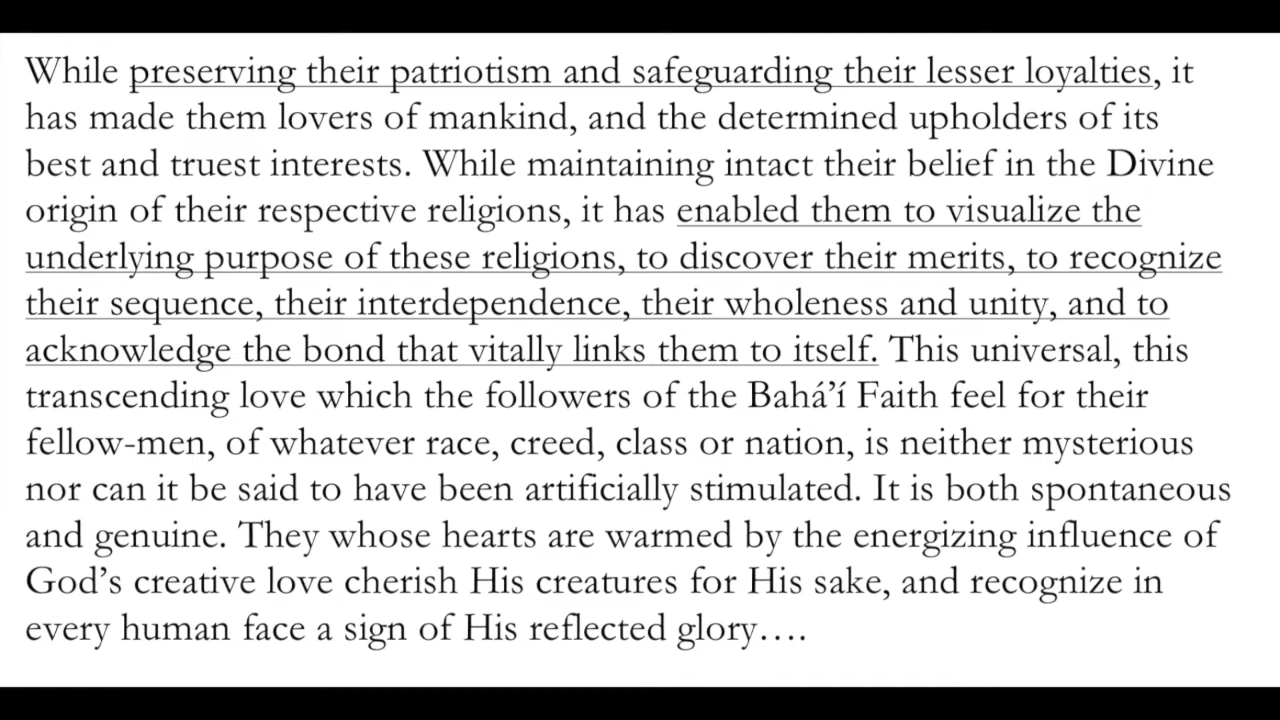 While preserving their patriotism and safeguarding their lesser loyalties, it
has made them lovers of mankind, and the determined upholders of its
best and truest interests. While maintaining intact their belief in the Divine
origin of their respective religions, it has enabled them to visualize the
underlying purpose of these religions, to discover their merits, to recognize
their sequence, their interdependence, their wholeness and unity, and to
acknowledge the bond that vitally links them to itself. This universal, this
transcending love which the followers of the Bahá’í Faith feel for their
fellow-men, of whatever race, creed, class or nation, is neither mysterious
nor can it be said to have been artificially stimulated. It is both spontaneous
and genuine. They whose hearts are warmed by the energizing influence of
God’s creative love cherish His creatures for His sake, and recognize in
every human face a sign of His reflected glory….